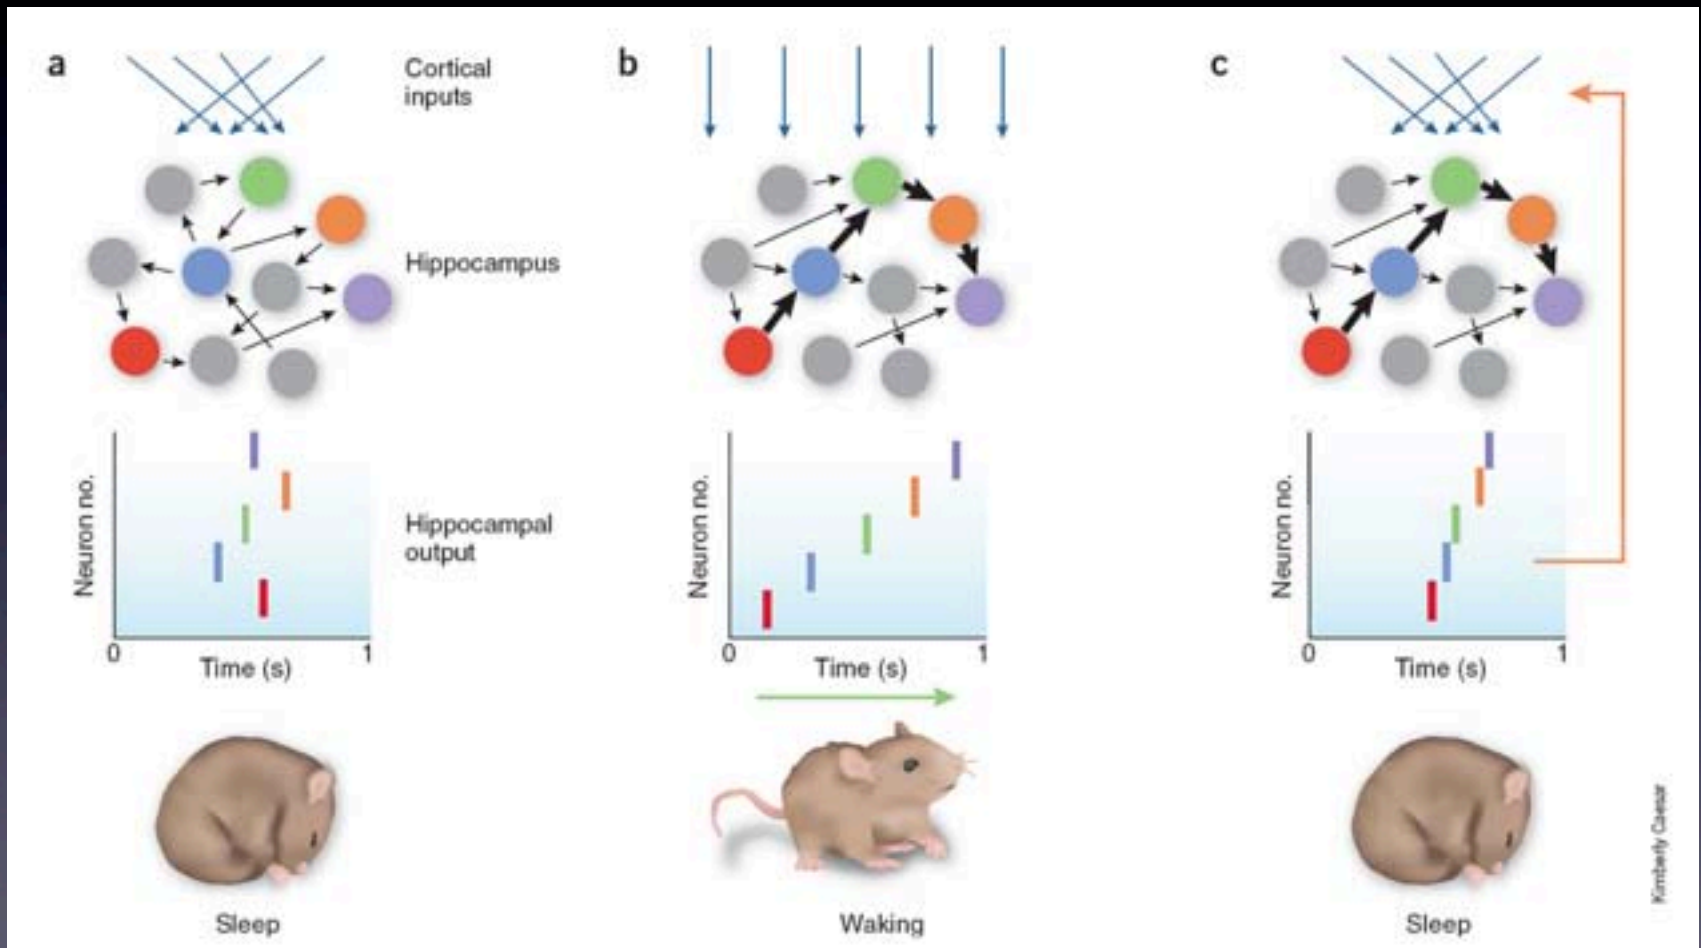 a
Cortical
inputs
b
c
Hippocampus
Neuron no.
Hippocampal
output
Neuron no.
Neuron no.
0
1
Time (s)
0
1
Time (s)
0
1
Time (s)
Sleep
Waking
Sleep
Kimberly Caesar